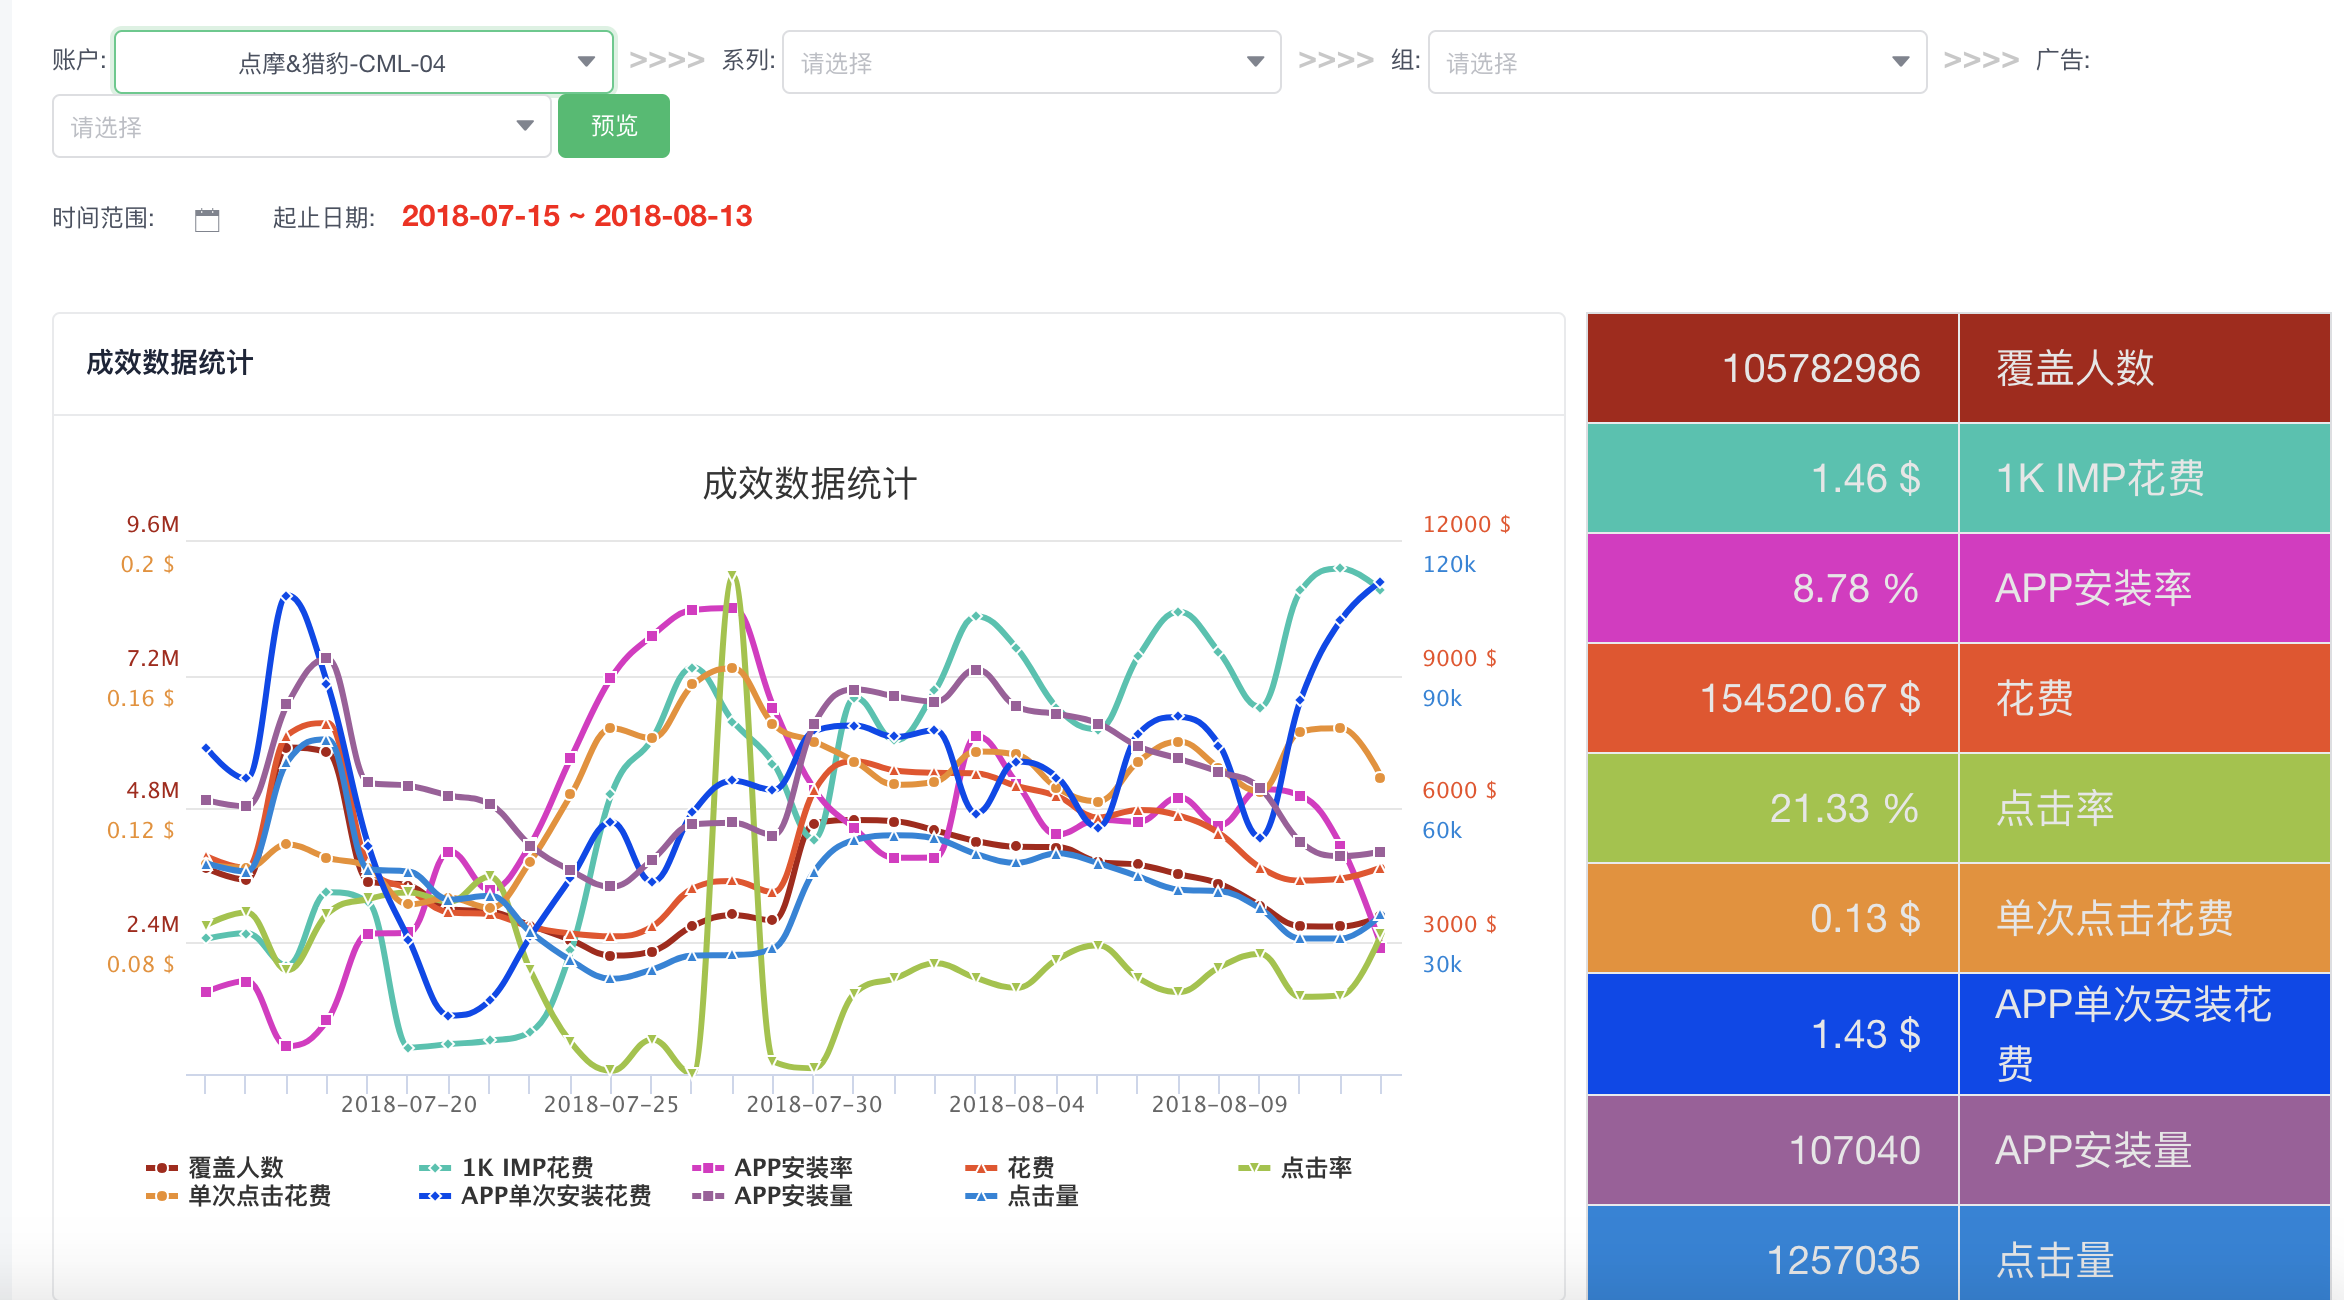 账户: 点摩&猎豹-CML-04 >>>> 系列: 请选择 >>>> 组: 请选择 >>>> 广告:
请选择 预览
时间范围: 起止日期: 2018-07-15 ~ 2018-08-13
成效数据统计
成效数据统计
9.6M
0.2 $
7.2M
0.16 $
4.8M
0.12 $
2.4M
0.08 $
12000 $
120k
9000 $
90k
6000 $
60k
3000 $
30k
2018-07-20 2018-07-25 2018-07-30 2018-08-04 2018-08-09
覆盖人数 1K IMP花费 APP安装率 花费 点击率
单次点击花费 APP单次安装花费 APP安装量 点击量
105782986 覆盖人数
1.46 $ 1K IMP花费
8.78 % APP安装率
154520.67 $ 花费
21.33 % 点击率
0.13 $ 单次点击花费
1.43 $ APP单次安装花
费
107040 APP安装量
1257035 点击量